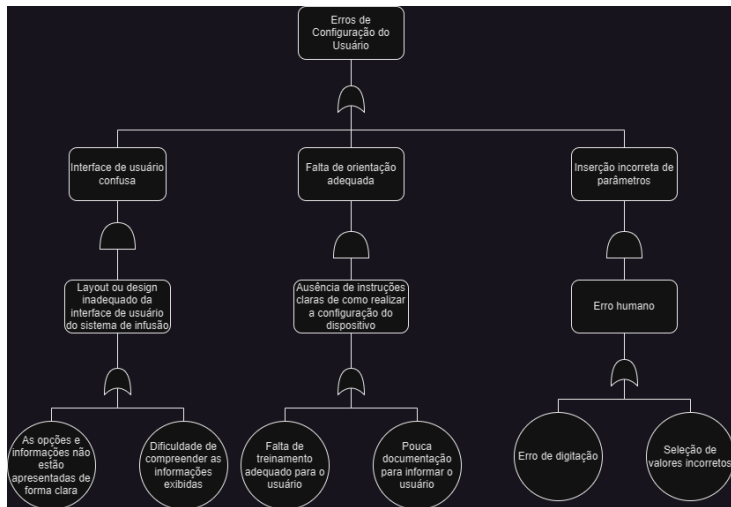 Erros de
Configuração do
Usuário
Interface de usuário
confusa
Falta de orientação
adequada
Inserção incorreta de
parâmetros
Layout ou design
inadequado da
interface de usuário
do sistema de infusão
Ausência de instruções
claras de como realizar
a configuração do
dispositivo
Erro humano
As opções e
informações não
estão
apresentadas de
forma clara
Dificuldade de
compreender as
informações
exibidas
Falta de
treinamento
adequado para o
usuário
Pouca
documentação
para informar o
usuário
Erro de digitação
Seleção de
valores incorretos